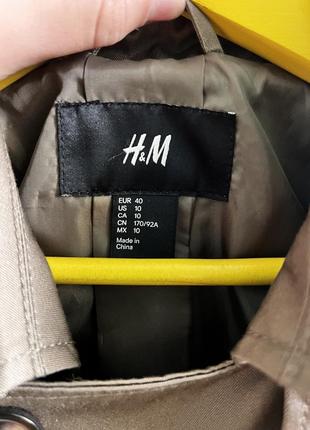 H&M
EUR 40
US 10
CA 10
CN 170/92A
MX 10
Made in
China